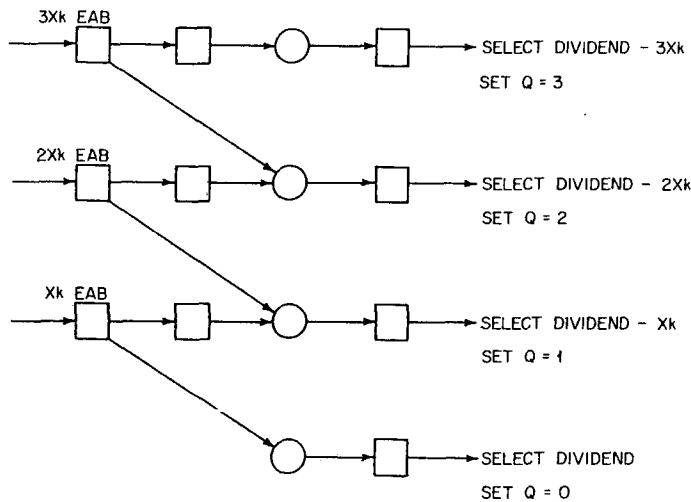 3Xk EAB
SELECT DIVIDEND - 3Xk
SET Q = 3
2Xk EAB
SELECT DIVIDEND - 2Xk
SET Q = 2
Xk EAB
SELECT DIVIDEND - Xk
SET Q = 1
SELECT DIVIDEND
SET Q = 0